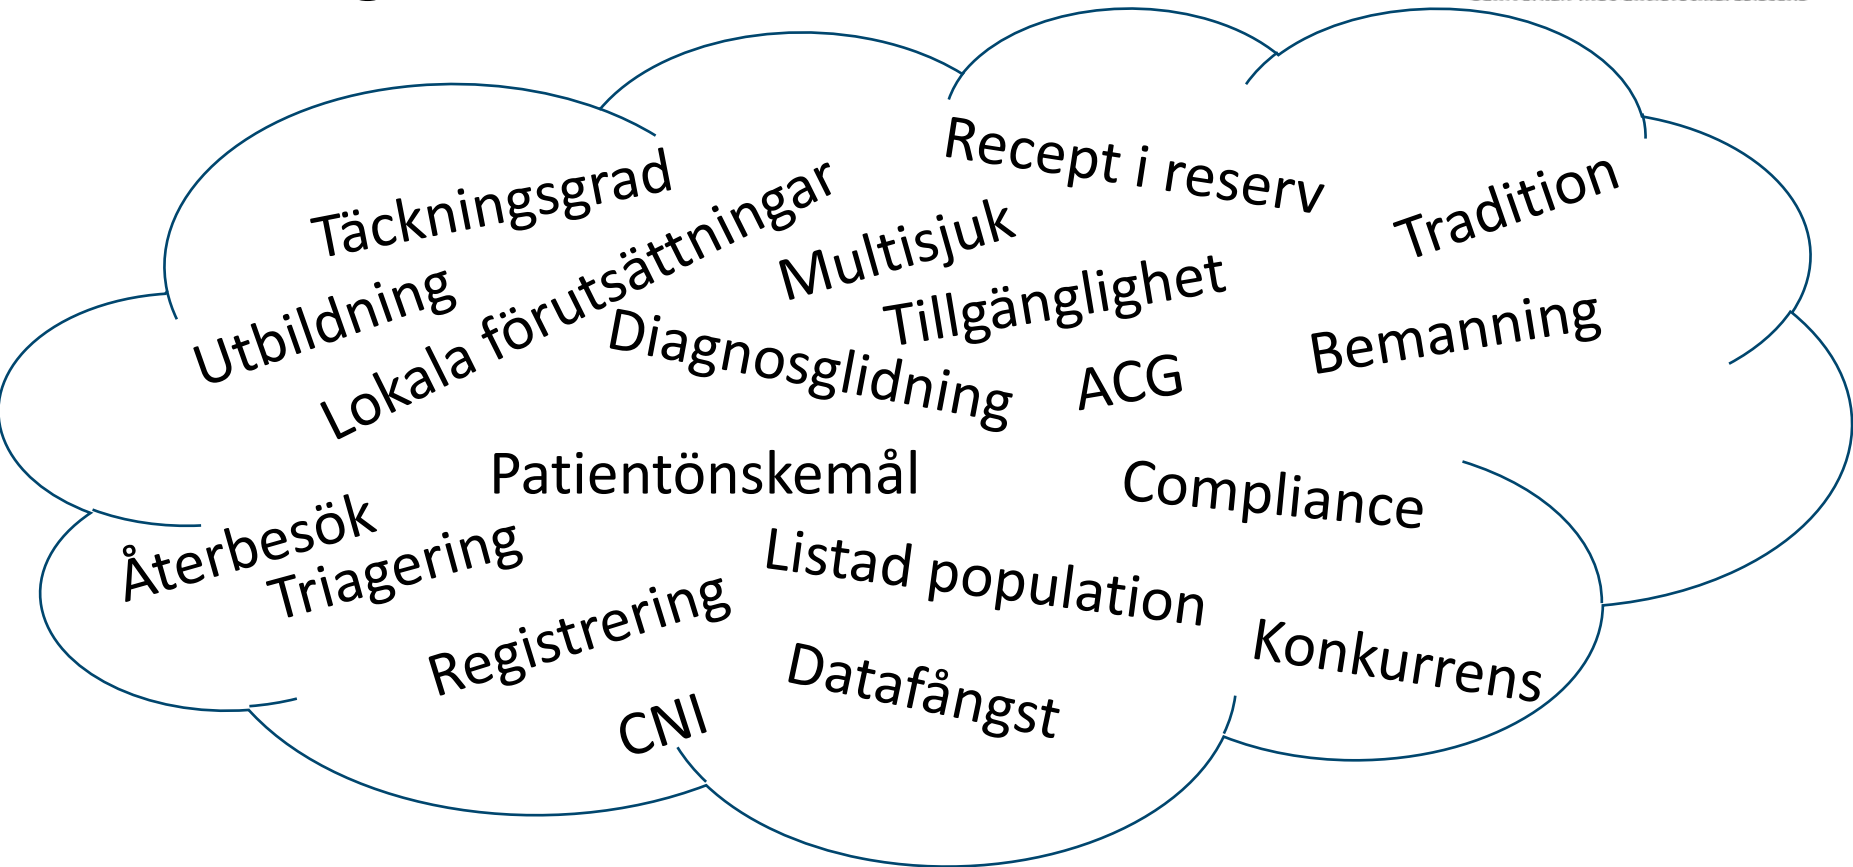 Recept i reserv
Täckningsgrad
Tradition
Multisjuk
Lokala förutsättningar
Utbildning
Tillgänglighet
Diagnosglidning
Bemanning
ACG
Patientönskemål
Compliance
Återbesök
Triagering
Listad population
Registrering
Konkurrens
Datafångst
CNI